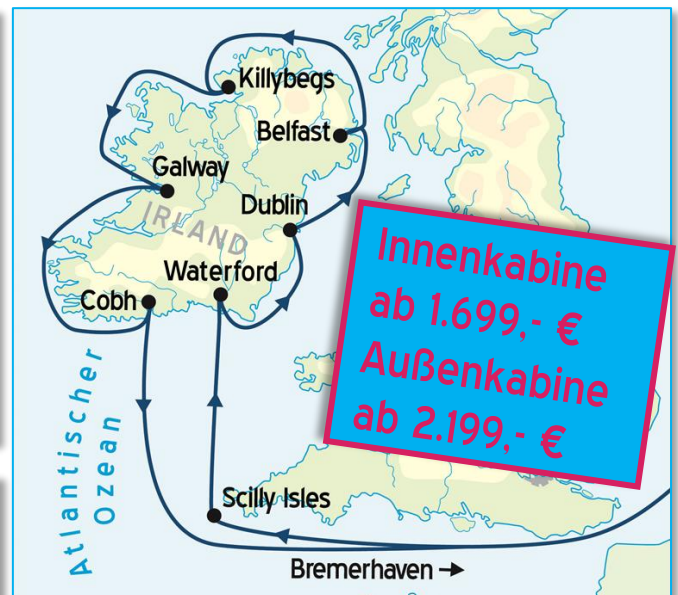 Killybegs
Belfast
Galway
Dublin
IRLAND
Waterford
Cobh
Innenkabine
ab 1.699,- €
Außenkabine
ab 2.199,- €
Atlantischer
Ozean
Scilly Isles
Bremerhaven →